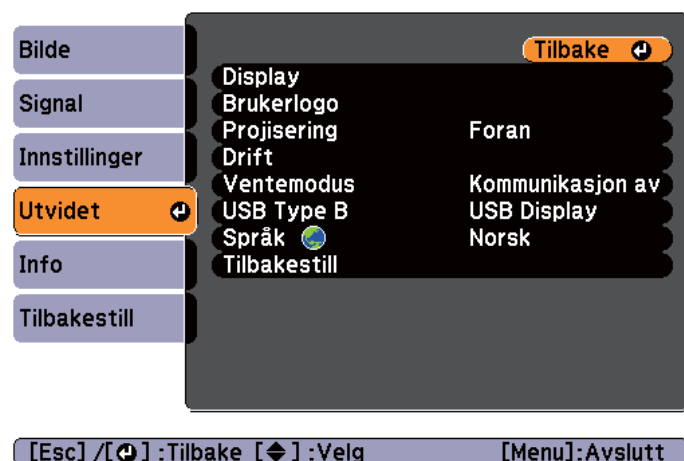 Bilde
Signal
Innstillinger
Utvidet
Info
Tilbakestill
Tilbake
Display
Brukerlogo
Projisering Foran
Drift
Ventemodus Kommunikasjon av
USB Type B USB Display
Språk Norsk
Tilbakestill
[Esc] /[⏎] :Tilbake [◆] :Velg [Menu]:Avslutt